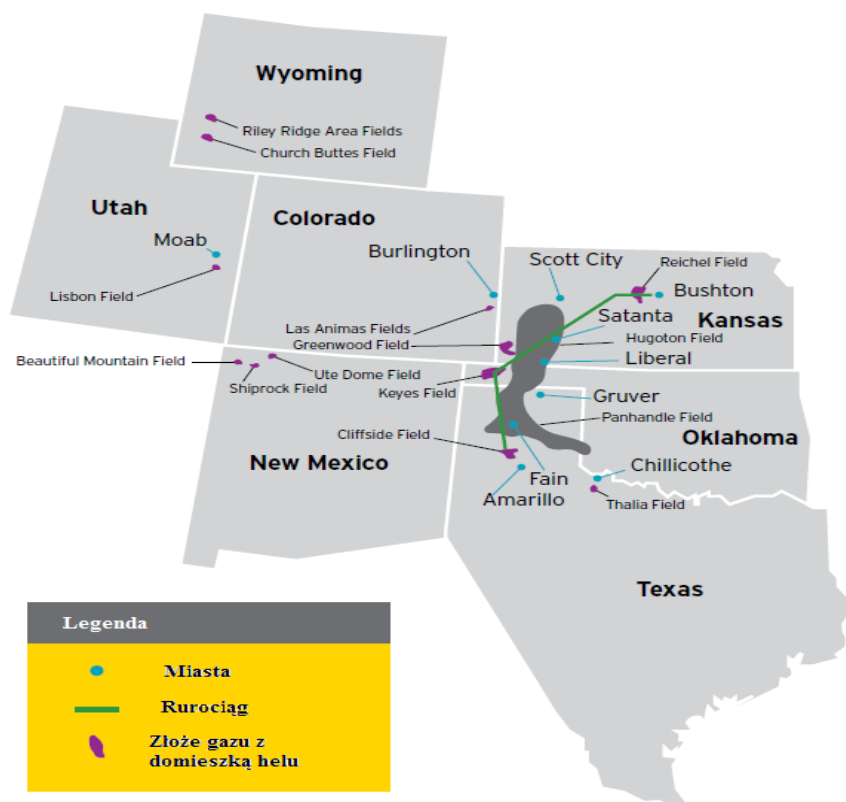 Wyoming
Riley Ridge Area Fields
Church Buttes Field
Utah
Moab
Lisbon Field
Colorado
Burlington
Las Animas Fields
Greenwood Field
Scott City
Reichel Field
Bushton
Satanta
Kansas
Hugoton Field
Liberal
Beautiful Mountain Field
Shiprock Field
Ute Dome Field
Keyes Field
Gruver
Panhandle Field
Oklahoma
Cliffside Field
New Mexico
Fain
Amarillo
Chillicothe
Thalia Field
Texas
Legenda
Miasta
Rurociąg
Złoże gazu z
domieszką helu